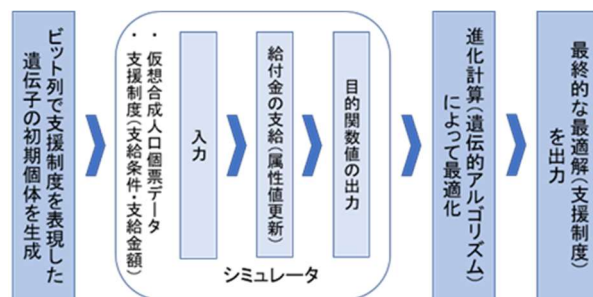 ビット列で支援制度を表現した
遺伝子の初期個体を生成
・仮想合成人口個票データ
・支援制度(支給条件・支給金額)
入力
給付金の支給(属性値更新)
目的関数値の出力
シミュレータ
進化計算(遺伝的アルゴリズム)
によって最適化
最終的な最適解(支援制度)
を出力